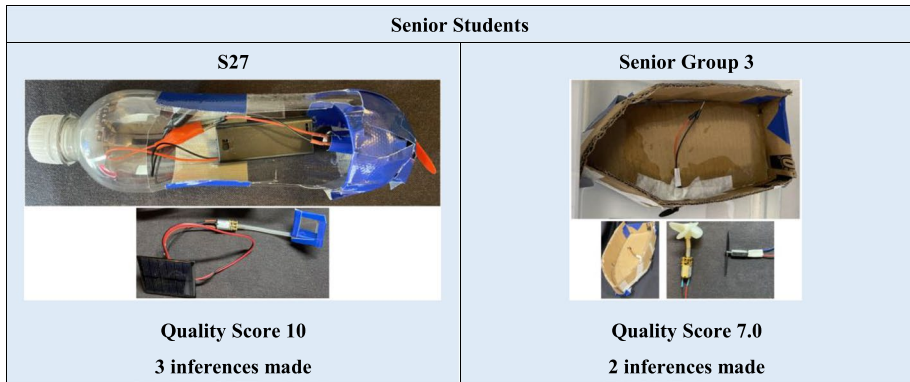 Senior Students
S27
Senior Group 3
Quality Score 10
Quality Score 7.0
3 inferences made
2 inferences made